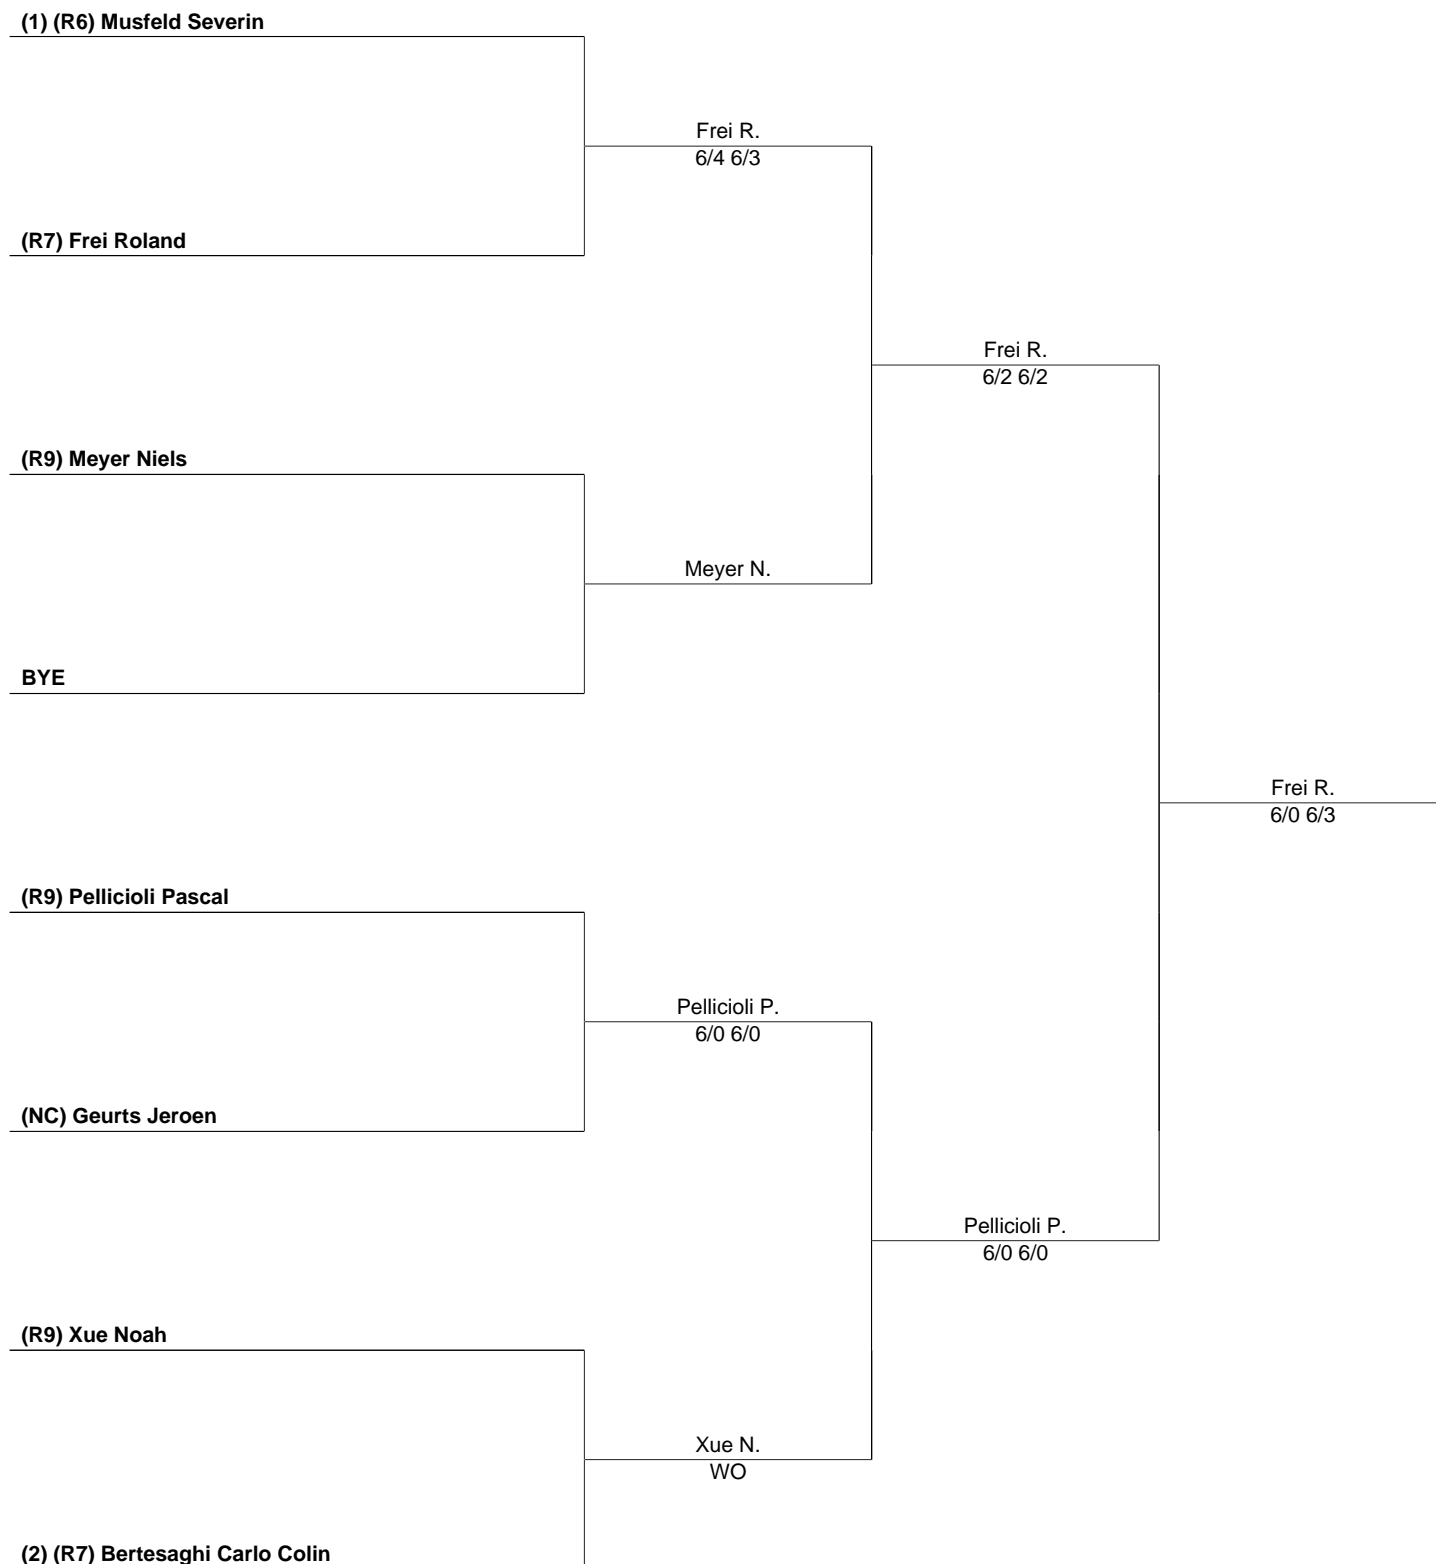 (1) (R6) Musfeld Severin
Frei R.
6/4 6/3
(R7) Frei Roland
Frei R.
6/2 6/2
(R9) Meyer Niels
Meyer N.
BYE
Frei R.
6/0 6/3
(R9) Pellicioli Pascal
Pellicioli P.
6/0 6/0
(NC) Geurts Jeroen
Pellicioli P.
6/0 6/0
(R9) Xue Noah
Xue N.
WO
(2) (R7) Bertesaghi Carlo Colin